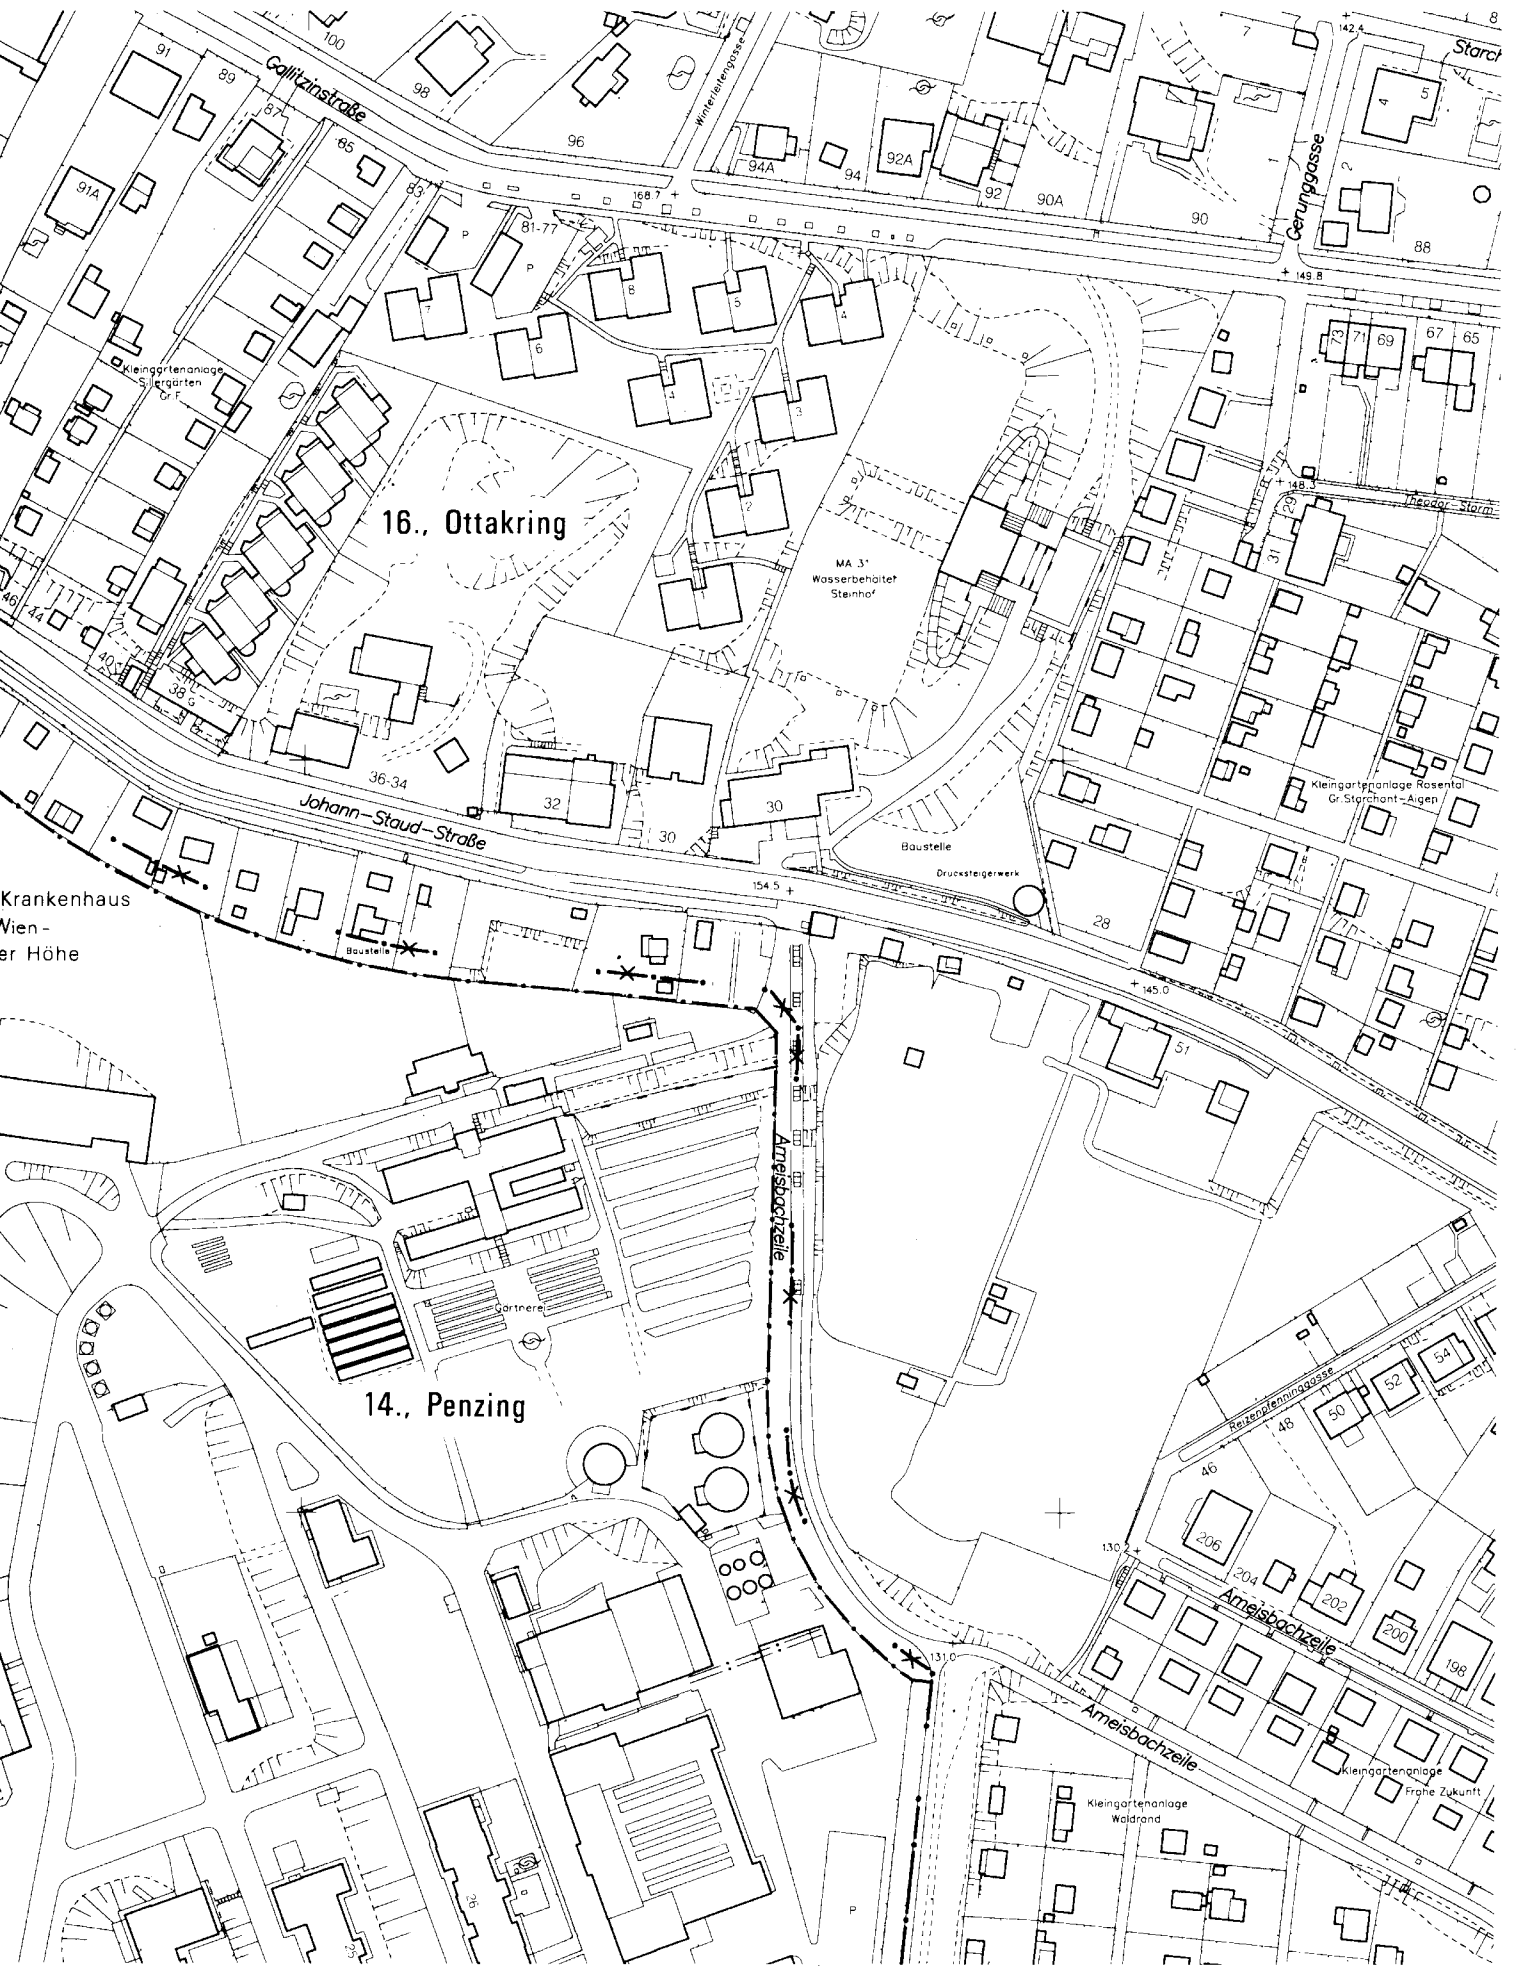 100
91
89
Gallitzinstraße
98
87
85
91A
83
96
Winterleitengasse
94A
94
92A
92
90A
90
7
142.4
8
Starch
4
5
1
2
Gerunggasse
88
168.7
149.8
81-77
P
P
7
8
5
4
6
4
3
2
1
73
71
69
67
65
Kleingartenanlage
Gr.F
148.3
Theodor-Storm
129
31
16., Ottakring
MA 31
Wasserbehälter
Steinhof
46
44
40
38
G
36-34
32
30
30
Johann-Staud-Straße
Kleingartenanlage Rosental
Gr.Starchant-Aigen
Baustelle
Drucksteigerwerk
154.5
28
Krankenhaus
Wien-
er Höhe
Baustelle
145.0
51
Ameisbachzeile
Gärtnerei
14., Penzing
Reizenpfenninggasse
54
52
50
48
46
206
204
202
200
198
130.2
Ameisbachzeile
131.0
Ameisbachzeile
Kleingartenanlage
Frohe Zukunft
Kleingartenanlage
Waldrand
26
25
P